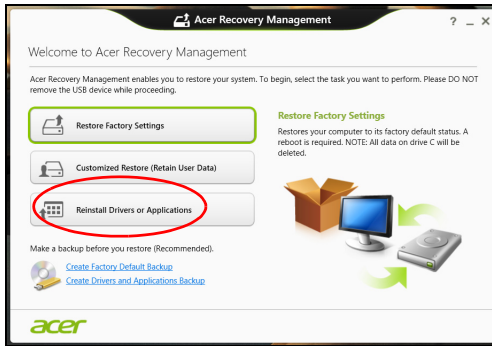 Acer Recovery Management
Welcome to Acer Recovery Management
Acer Recovery Management enables you to restore your system. To begin, select the task you want to perform. Please DO NOT
remove the USB device while proceeding.
Restore Factory Settings
Customized Restore (Retain User Data)
Reinstall Drivers or Applications
Make a backup before you restore (Recommended).
Create Factory Default Backup
Create Drivers and Applications Backup
Restore Factory Settings
Restores your computer to its factory default status. A
reboot is required. NOTE: All data on drive C will be
deleted.
acer